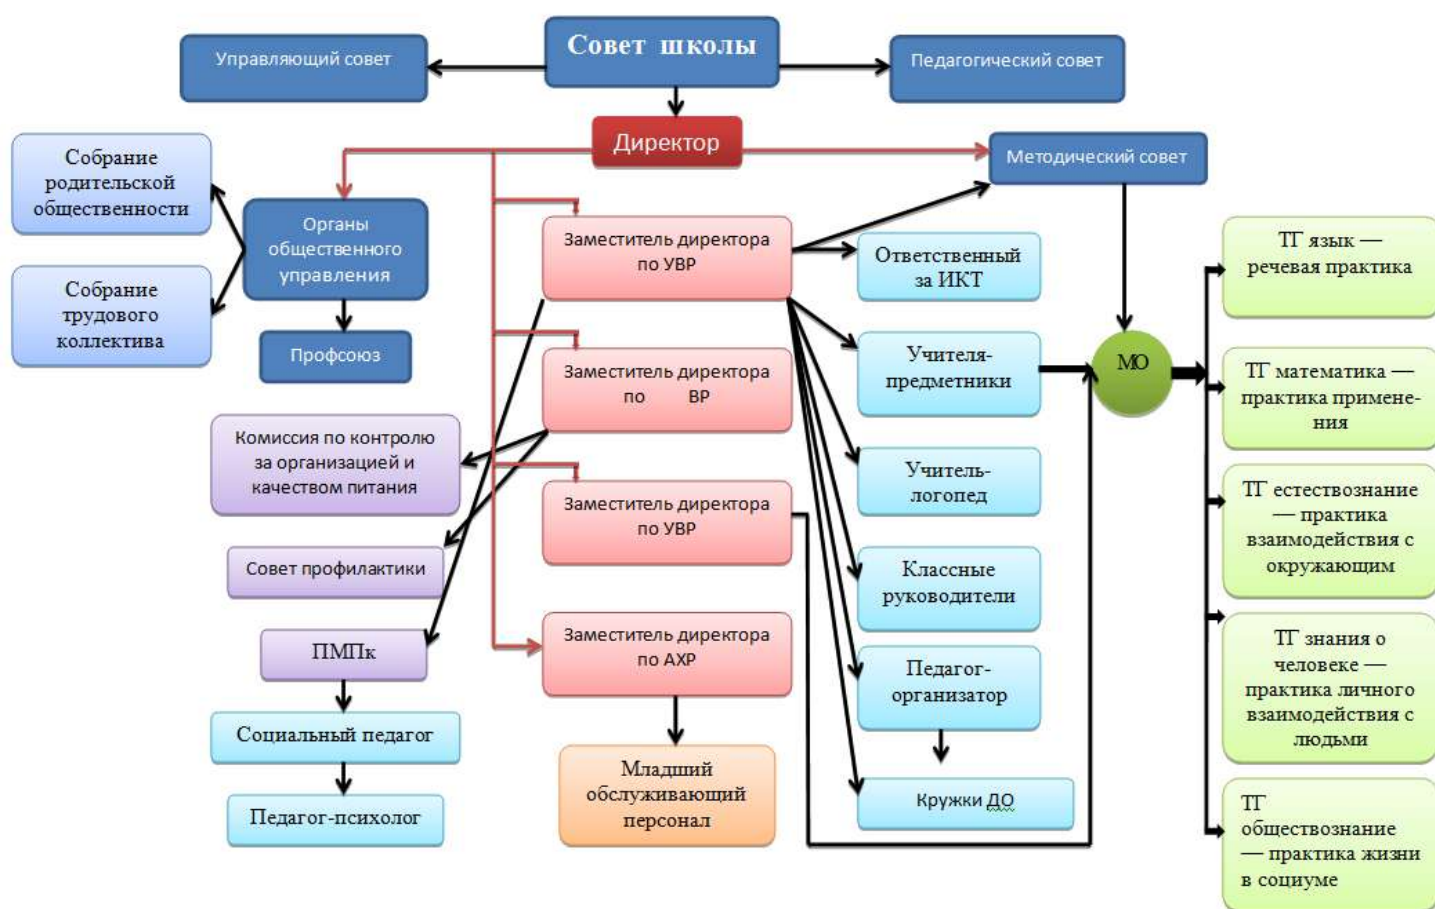 Совет школы
Управляющий совет
Педагогический совет
Директор
Методический совет
Собрание
родительской
общественности
Органы
общественного
управления
Собрание
трудового
коллектива
Профсоюз
Заместитель директора
по УВР
Ответственный
за ИКТ
ТГ язык —
речевая практика
Заместитель директора
по ВР
Учителя-
предметники
МО
ТГ математика —
практика примене-
ния
Комиссия по контролю
за организацией и
качеством питания
Заместитель директора
по УВР
Учитель-
логопед
ТГ естествознание
— практика
взаимодействия с
окружающим
Совет профилактики
Классные
руководители
ПМПк
Заместитель директора
по АХР
Педагог-
организатор
ТГ знания о
человеке —
практика личного
взаимодействия с
людьми
Социальный педагог
Младший
обслуживающий
персонал
Кружки ДО
Педагог-психолог
ТГ
обществознание
— практика жизни
в социуме